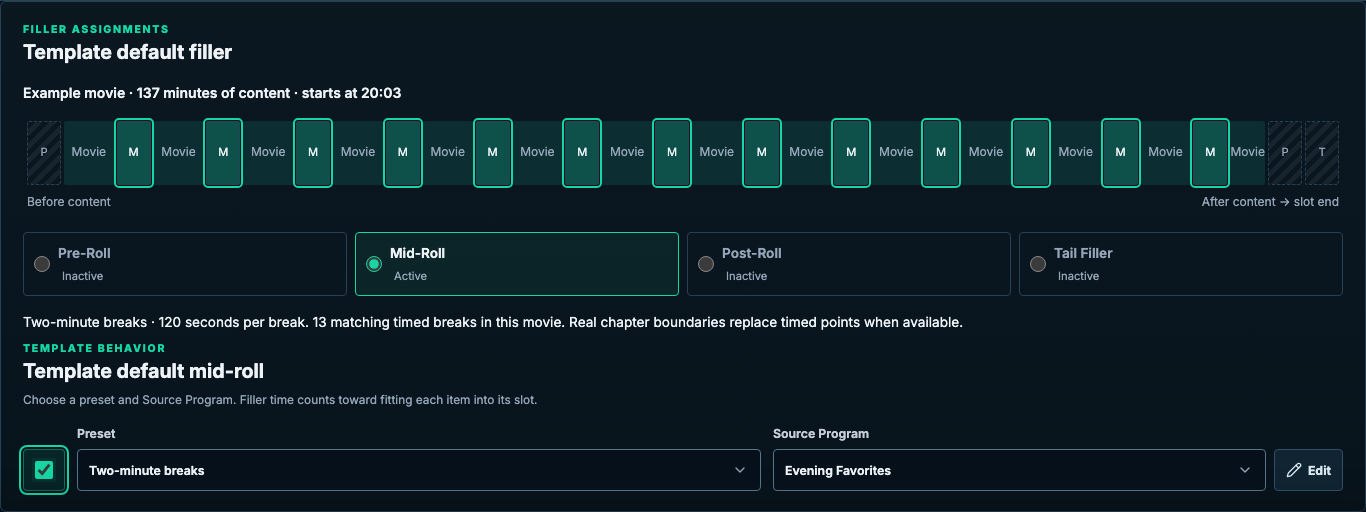 FILLER ASSIGNMENTS
Template default filler
Example movie · 137 minutes of content · starts at 20:03
P Movie M Movie M Movie M Movie M Movie M Movie M Movie M Movie M Movie M Movie M Movie M Movie M Movie M Movie P T
Before content After content → slot end
Pre-Roll Mid-Roll Post-Roll Tail Filler
Inactive Active Inactive Inactive
Two-minute breaks · 120 seconds per break. 13 matching timed breaks in this movie. Real chapter boundaries replace timed points when available.
TEMPLATE BEHAVIOR
Template default mid-roll
Choose a preset and Source Program. Filler time counts toward fitting each item into its slot.
Preset Source Program
Two-minute breaks Evening Favorites Edit